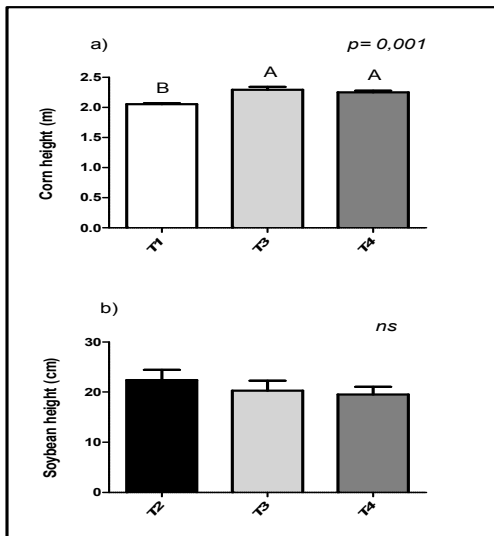 a)
p= 0,001
B
A
A
Corn height (m)
2.5
2.0
1.5
1.0
0.5
0.0
T1
T3
T4
b)
ns
Soybean height (cm)
30
20
10
0
T2
T3
T4